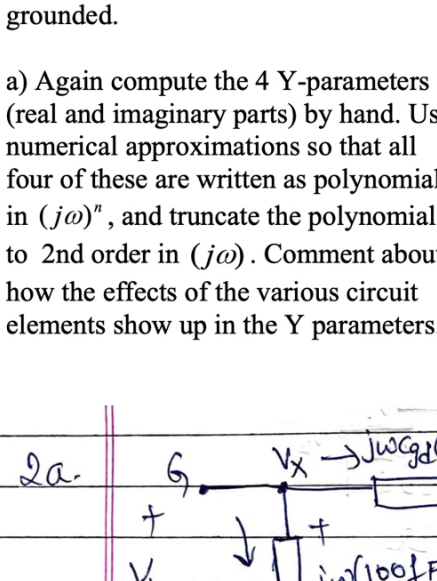 grounded.
a) Again compute the 4 Y-parameters
(real and imaginary parts) by hand. Us
numerical approximations so that all
four of these are written as polynomial
in (jω)ⁿ, and truncate the polynomial
to 2nd order in (jω). Comment abou
how the effects of the various circuit
elements show up in the Y parameters.
2a. G Vx → jwcgd
+ +
V